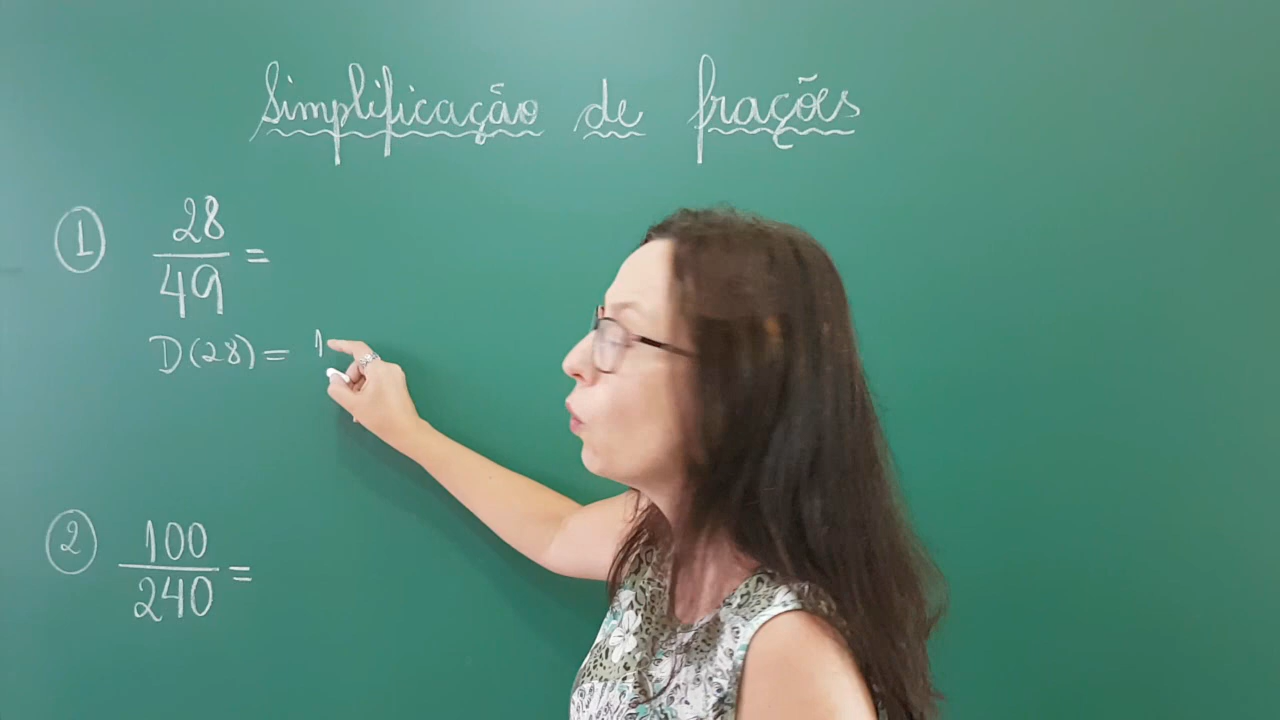 Simplificação de frações
1 28
49 =
D(28) = 1
2 100
240 =